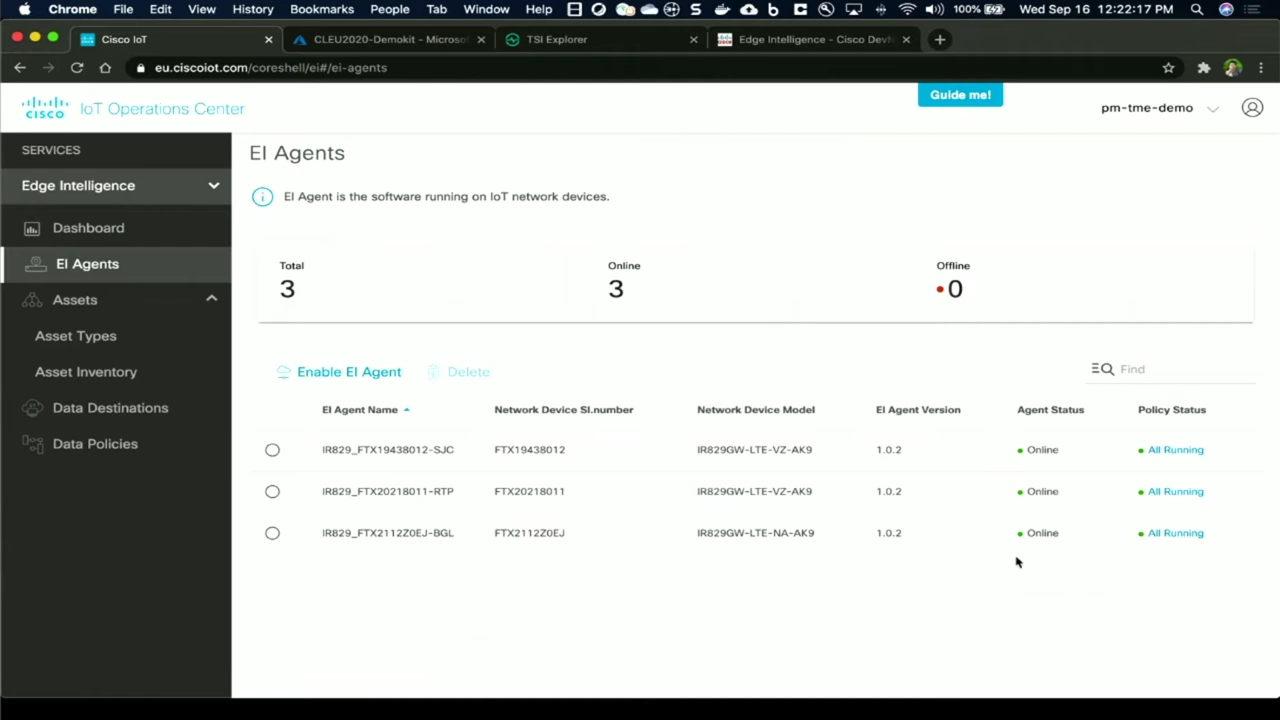 Chrome File Edit View History Bookmarks People Tab Window Help 100% Wed Sep 16 12:22:17 PM
Cisco IoT CLEU2020-Demokit - Microsof TSI Explorer Edge Intelligence - Cisco DevN
eu.ciscoiot.com/coreshell/ei#/ei-agents
Guide me!
cisco IoT Operations Center pm-tme-demo
SERVICES
Edge Intelligence
Dashboard
EI Agents
Assets
Asset Types
Asset Inventory
Data Destinations
Data Policies
EI Agents
EI Agent is the software running on IoT network devices.
Total Online Offline
3 3 0
Enable EI Agent Delete Find
EI Agent Name Network Device Sl.number Network Device Model EI Agent Version Agent Status Policy Status
IR829_FTX19438012-SJC FTX19438012 IR829GW-LTE-VZ-AK9 1.0.2 Online All Running
IR829_FTX20218011-RTP FTX20218011 IR829GW-LTE-VZ-AK9 1.0.2 Online All Running
IR829_FTX2112Z0EJ-BGL FTX2112Z0EJ IR829GW-LTE-NA-AK9 1.0.2 Online All Running